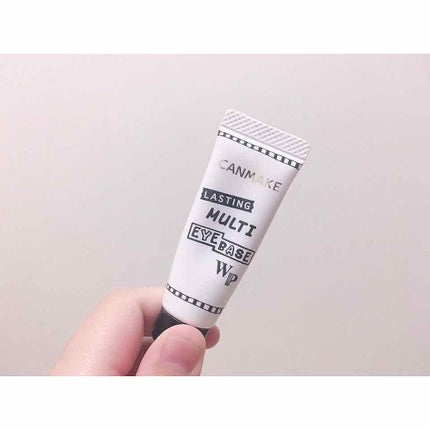 CANMAKE
LASTING
MULTI
EYE
BASE
WP